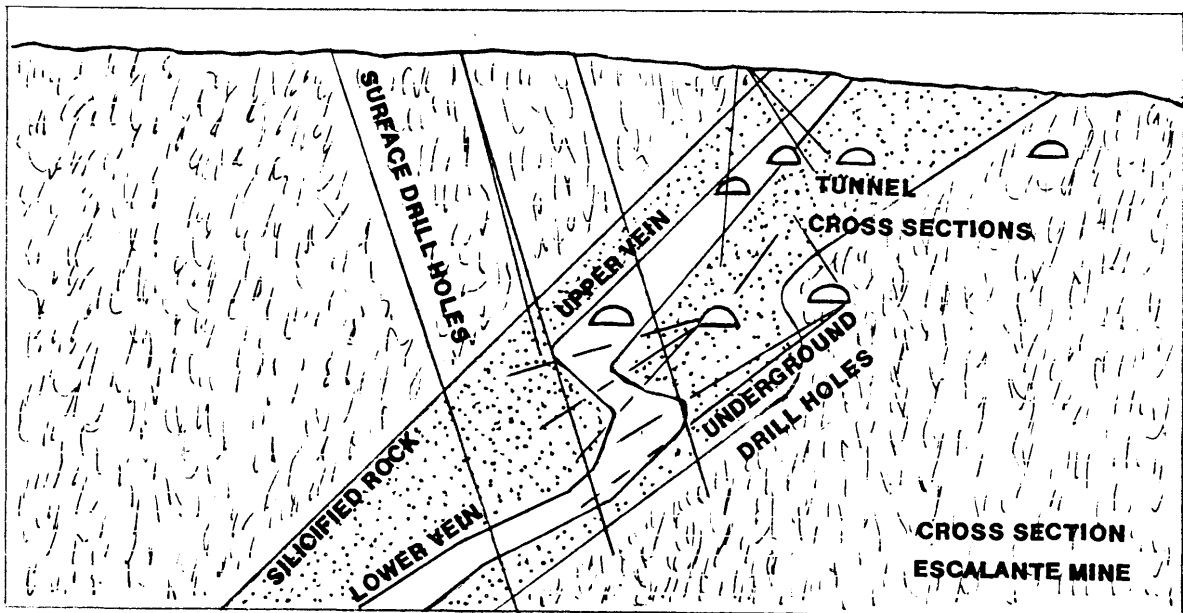 SURFACE DRILL HOLES
UPPER VEIN
TUNNEL
CROSS SECTIONS
UNDERGROUND
DRILL HOLES
SILICIFIED ROCK
LOWER VEIN
CROSS SECTION
ESCALANTE MINE